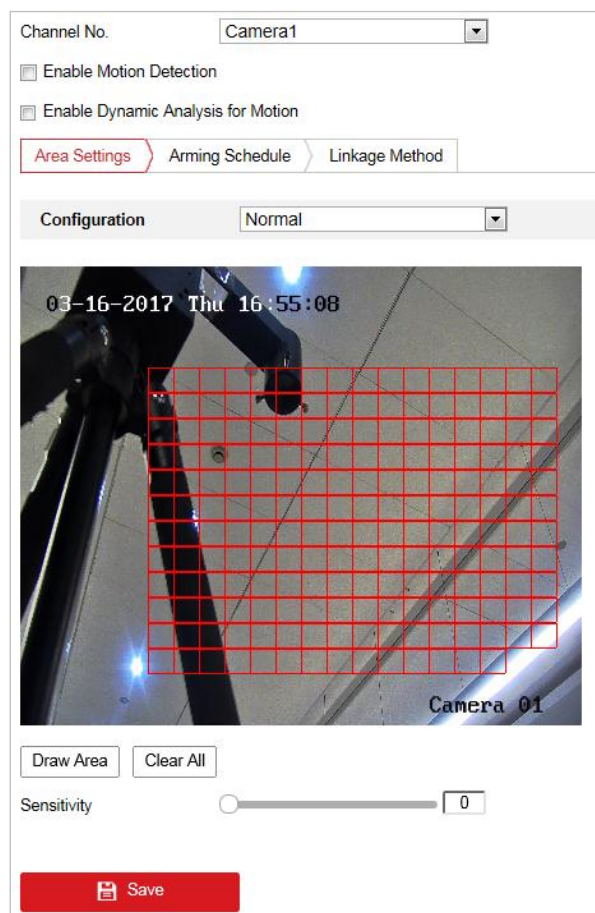 Channel No. Camera1
Enable Motion Detection
Enable Dynamic Analysis for Motion
Area Settings Arming Schedule Linkage Method
Configuration Normal
03-16-2017 Thu 16:55:08
Camera 01
Draw Area Clear All
Sensitivity 0
Save